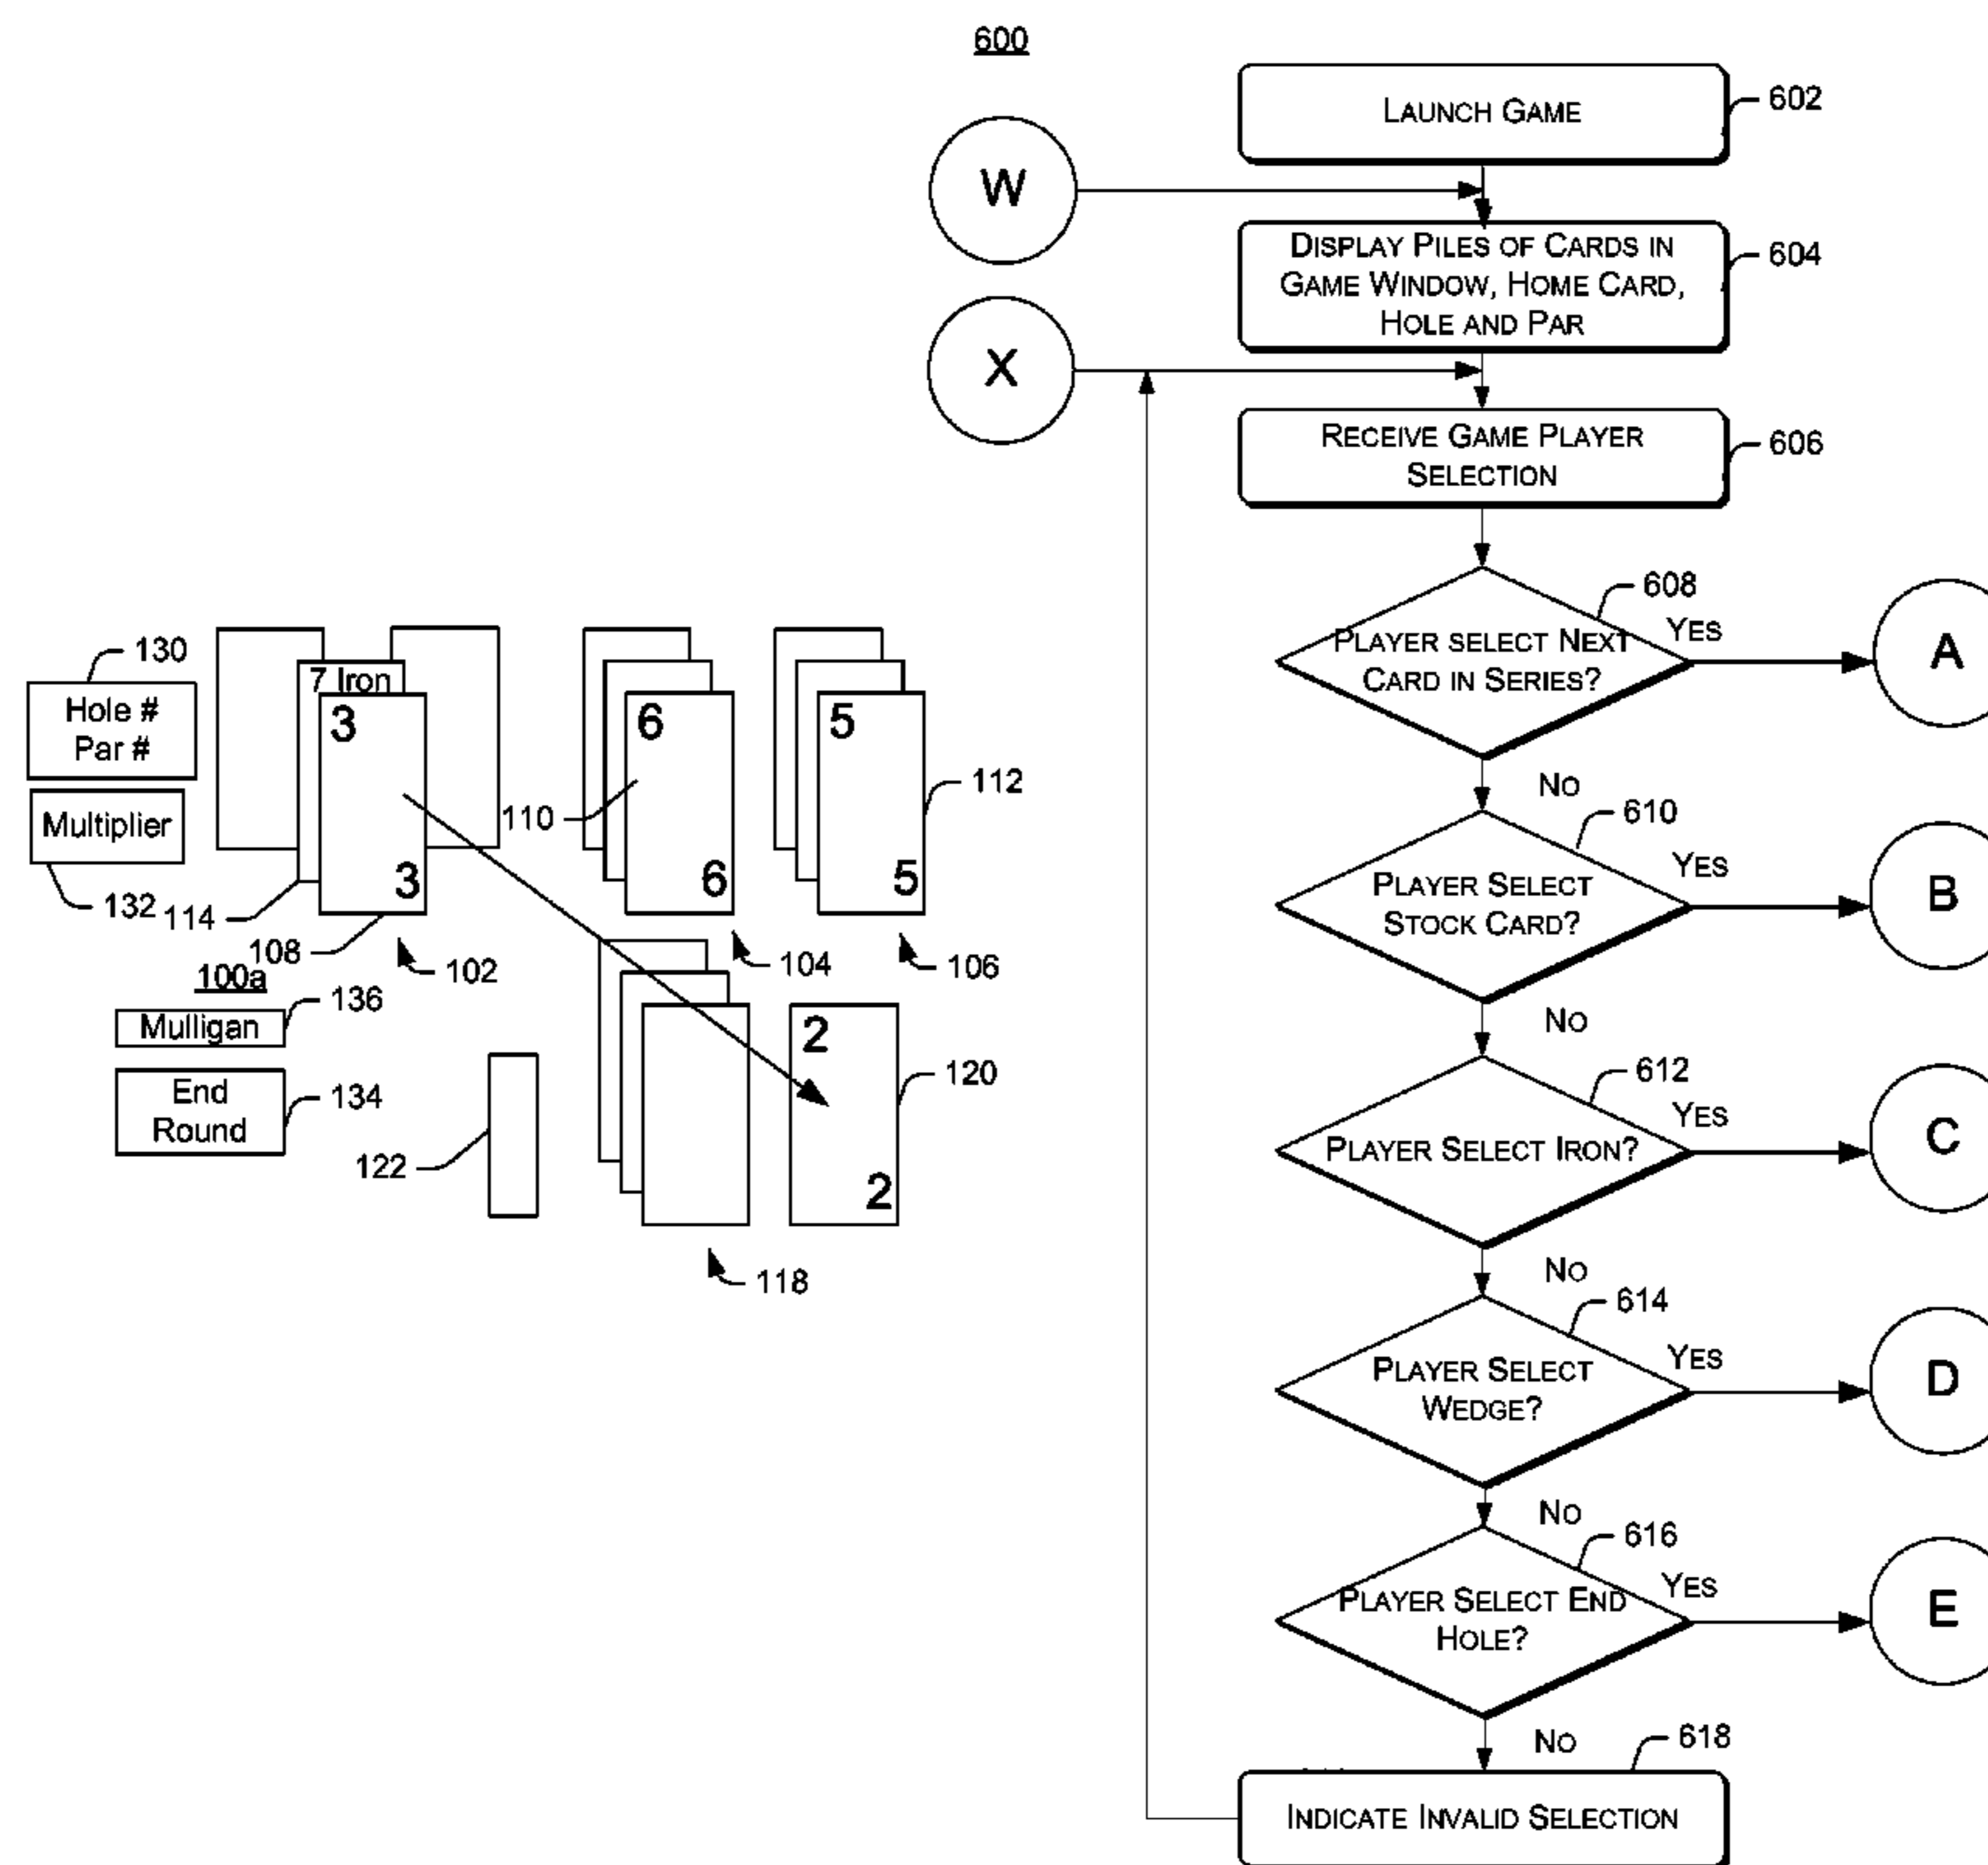 600
LAUNCH GAME
602
W
DISPLAY PILES OF CARDS IN
GAME WINDOW, HOME CARD,
HOLE AND PAR
604
X
RECEIVE GAME PLAYER
SELECTION
606
608
PLAYER SELECT NEXT
CARD IN SERIES?
YES
A
NO
610
PLAYER SELECT
STOCK CARD?
YES
B
NO
612
PLAYER SELECT IRON?
YES
C
NO
614
PLAYER SELECT
WEDGE?
YES
D
NO
616
PLAYER SELECT END
HOLE?
YES
E
NO
618
INDICATE INVALID SELECTION
130
Hole #
Par #
Multiplier
132
114
7 Iron
3
3
108
102
110
6
6
104
5
5
112
106
100a
136
Mulligan
End
Round
134
122
118
2
2
120